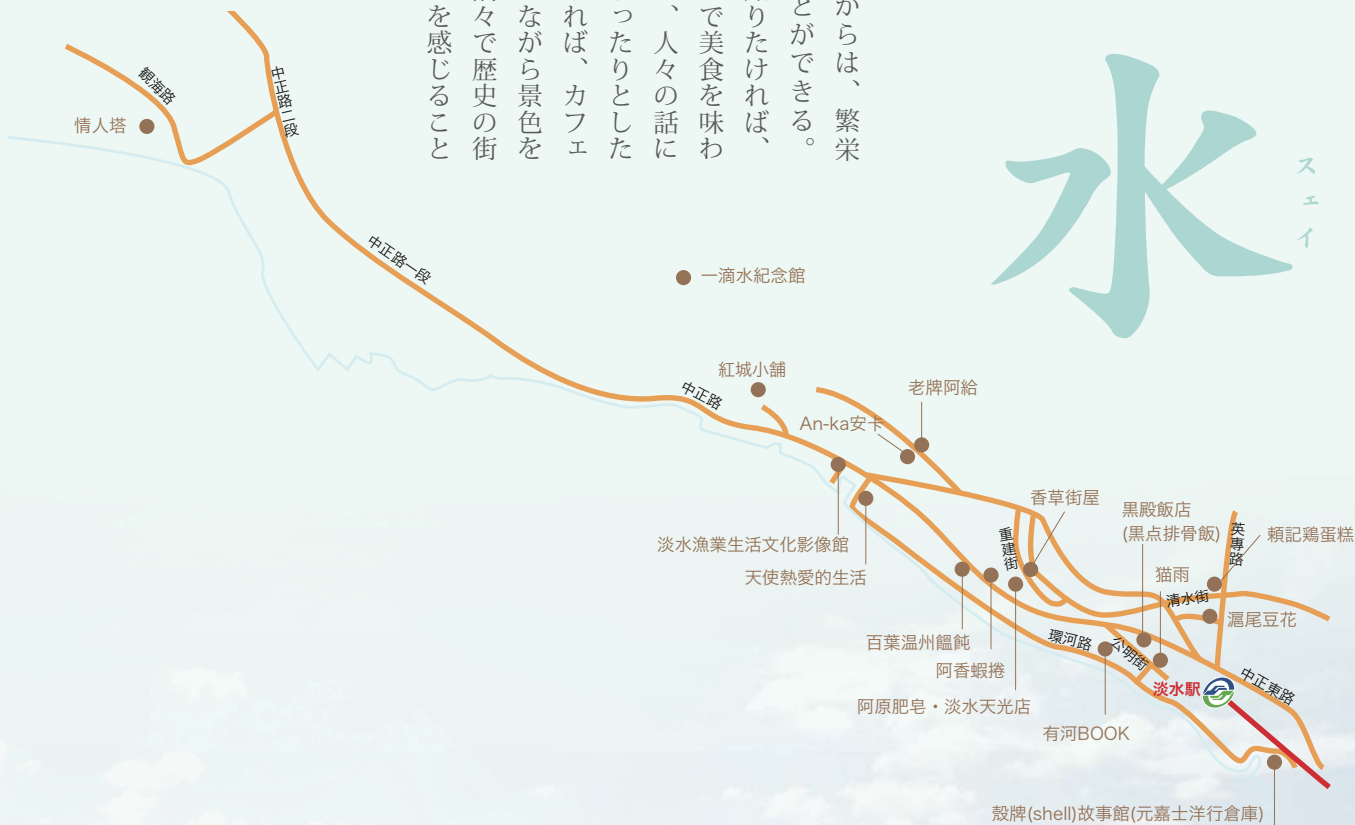 からは、繁栄
とができる。
りたければ、
で美食を味わ
、人々の話に
ったりとした
れば、カフェ
ながら景色を
々で歴史の街
を感じること
水
スェイ
観海路
情人塔
中正路二段
中正路一段
一滴水紀念館
紅城小舗
中正路
老牌阿給
An-ka安卡
香草街屋
黒殿飯店
(黒点排骨飯)
英專路
頼記鶏蛋糕
重建街
猫雨
清水街
滬尾豆花
淡水漁業生活文化影像館
天使熱愛的生活
百葉温州饂飩
阿香蝦捲
阿原肥皂・淡水天光店
環河路
公明街
有河BOOK
淡水駅
中正東路
殼牌(shell)故事館(元嘉士洋行倉庫)